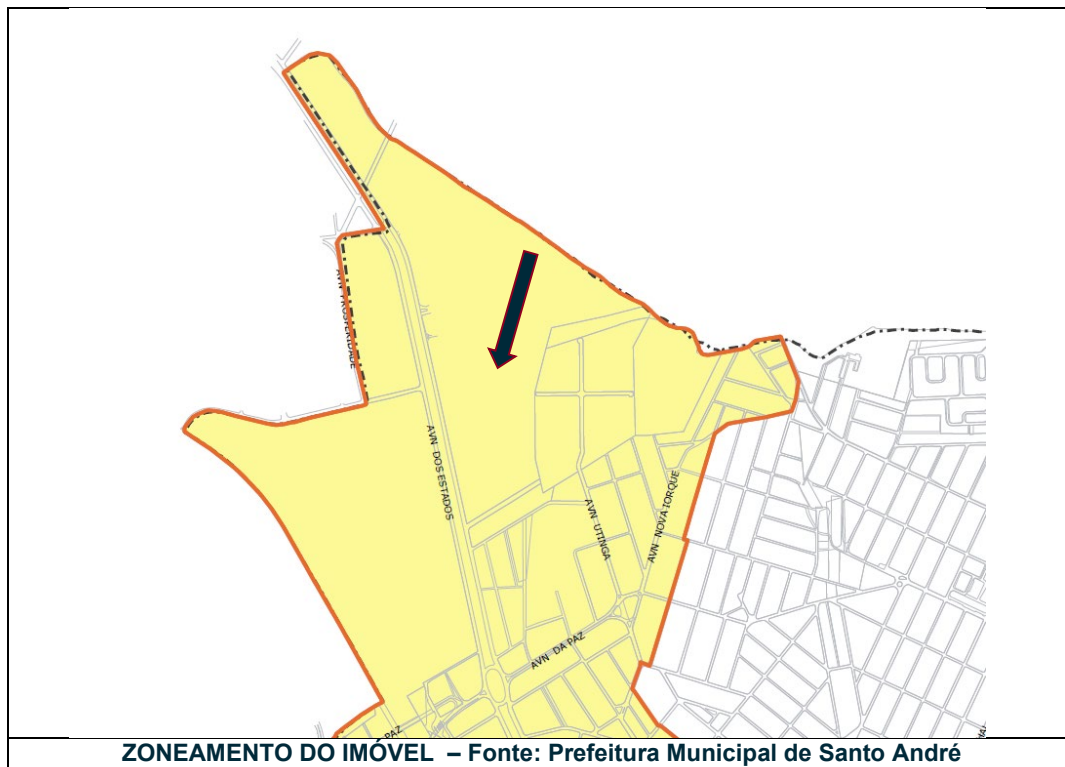 AVN PROSPERIDADE
AVN DOS ESTADOS
AVN UTINGA
AVN NOVA IORQUE
AVN DA PAZ
PAZ
ZONEAMENTO DO IMÓVEL – Fonte: Prefeitura Municipal de Santo André